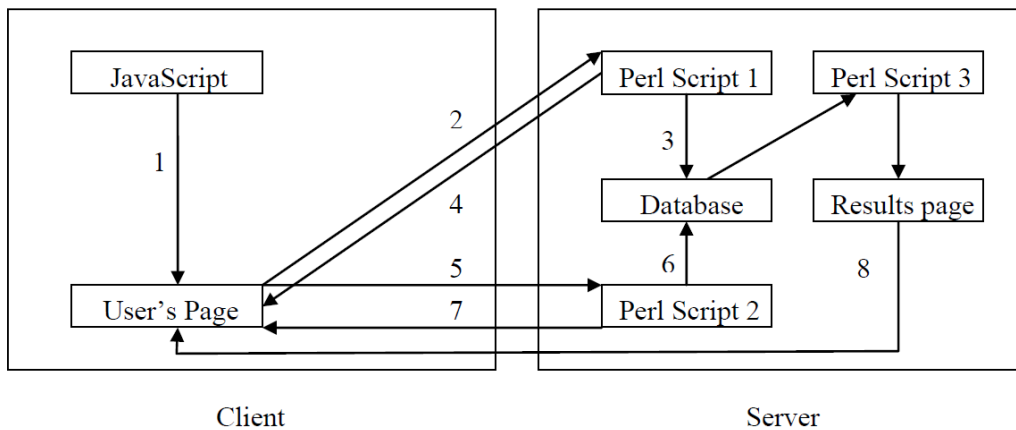 JavaScript
Perl Script 1
Perl Script 3
2
1
3
4
Database
Results page
5
6
8
User’s Page
7
Perl Script 2
Client
Server